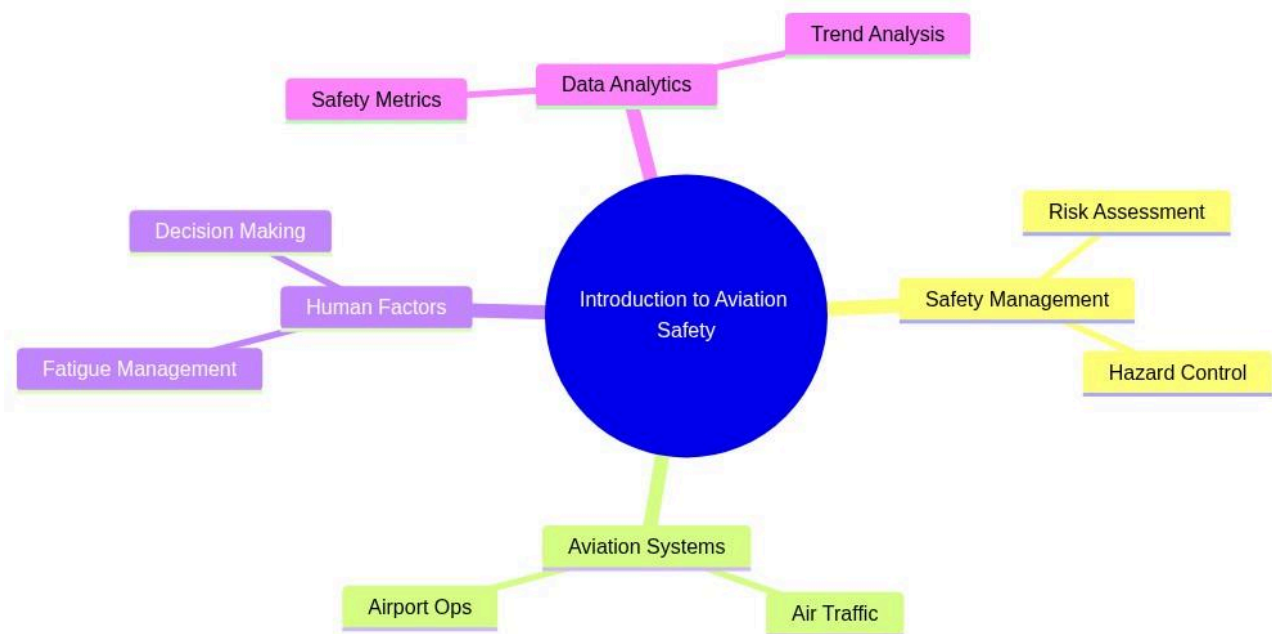 Trend Analysis
Data Analytics
Safety Metrics
Risk Assessment
Decision Making
Introduction to Aviation
Safety
Safety Management
Human Factors
Fatigue Management
Hazard Control
Aviation Systems
Airport Ops
Air Traffic